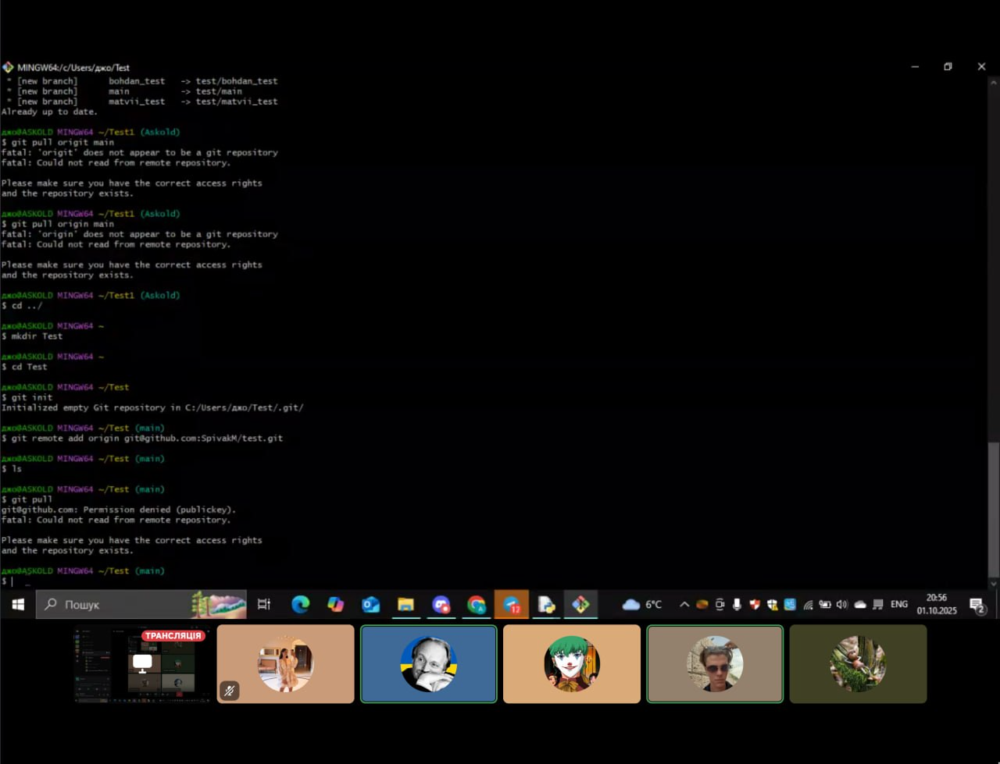 MINGW64:/c/Users/джо/Test
* [new branch]      bohdan_test   -> test/bohdan_test
* [new branch]      main          -> test/main
* [new branch]      matvii_test   -> test/matvii_test
Already up to date.
джо@ASKOLD MINGW64 ~/Test1 (Askold)
$ git pull origit main
fatal: 'origit' does not appear to be a git repository
fatal: Could not read from remote repository.
Please make sure you have the correct access rights
and the repository exists.
джо@ASKOLD MINGW64 ~/Test1 (Askold)
$ git pull origin main
fatal: 'origin' does not appear to be a git repository
fatal: Could not read from remote repository.
Please make sure you have the correct access rights
and the repository exists.
джо@ASKOLD MINGW64 ~/Test1 (Askold)
$ cd ../
джо@ASKOLD MINGW64 ~
$ mkdir Test
джо@ASKOLD MINGW64 ~
$ cd Test
джо@ASKOLD MINGW64 ~/Test
$ git init
Initialized empty Git repository in C:/Users/джо/Test/.git/
джо@ASKOLD MINGW64 ~/Test (main)
$ git remote add origin git@github.com:SpivakM/test.git
джо@ASKOLD MINGW64 ~/Test (main)
$ ls
джо@ASKOLD MINGW64 ~/Test (main)
$ git pull
git@github.com: Permission denied (publickey).
fatal: Could not read from remote repository.
Please make sure you have the correct access rights
and the repository exists.
джо@ASKOLD MINGW64 ~/Test (main)
$
Пошук
12
6°C
ENG
20:56
01.10.2025
2
ТРАНСЛЯЦІЯ